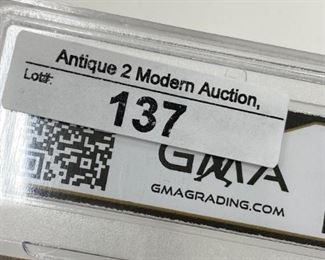 Antique 2 Modern Auction,
Lot#:
137
GMA
GMAGRADING.COM